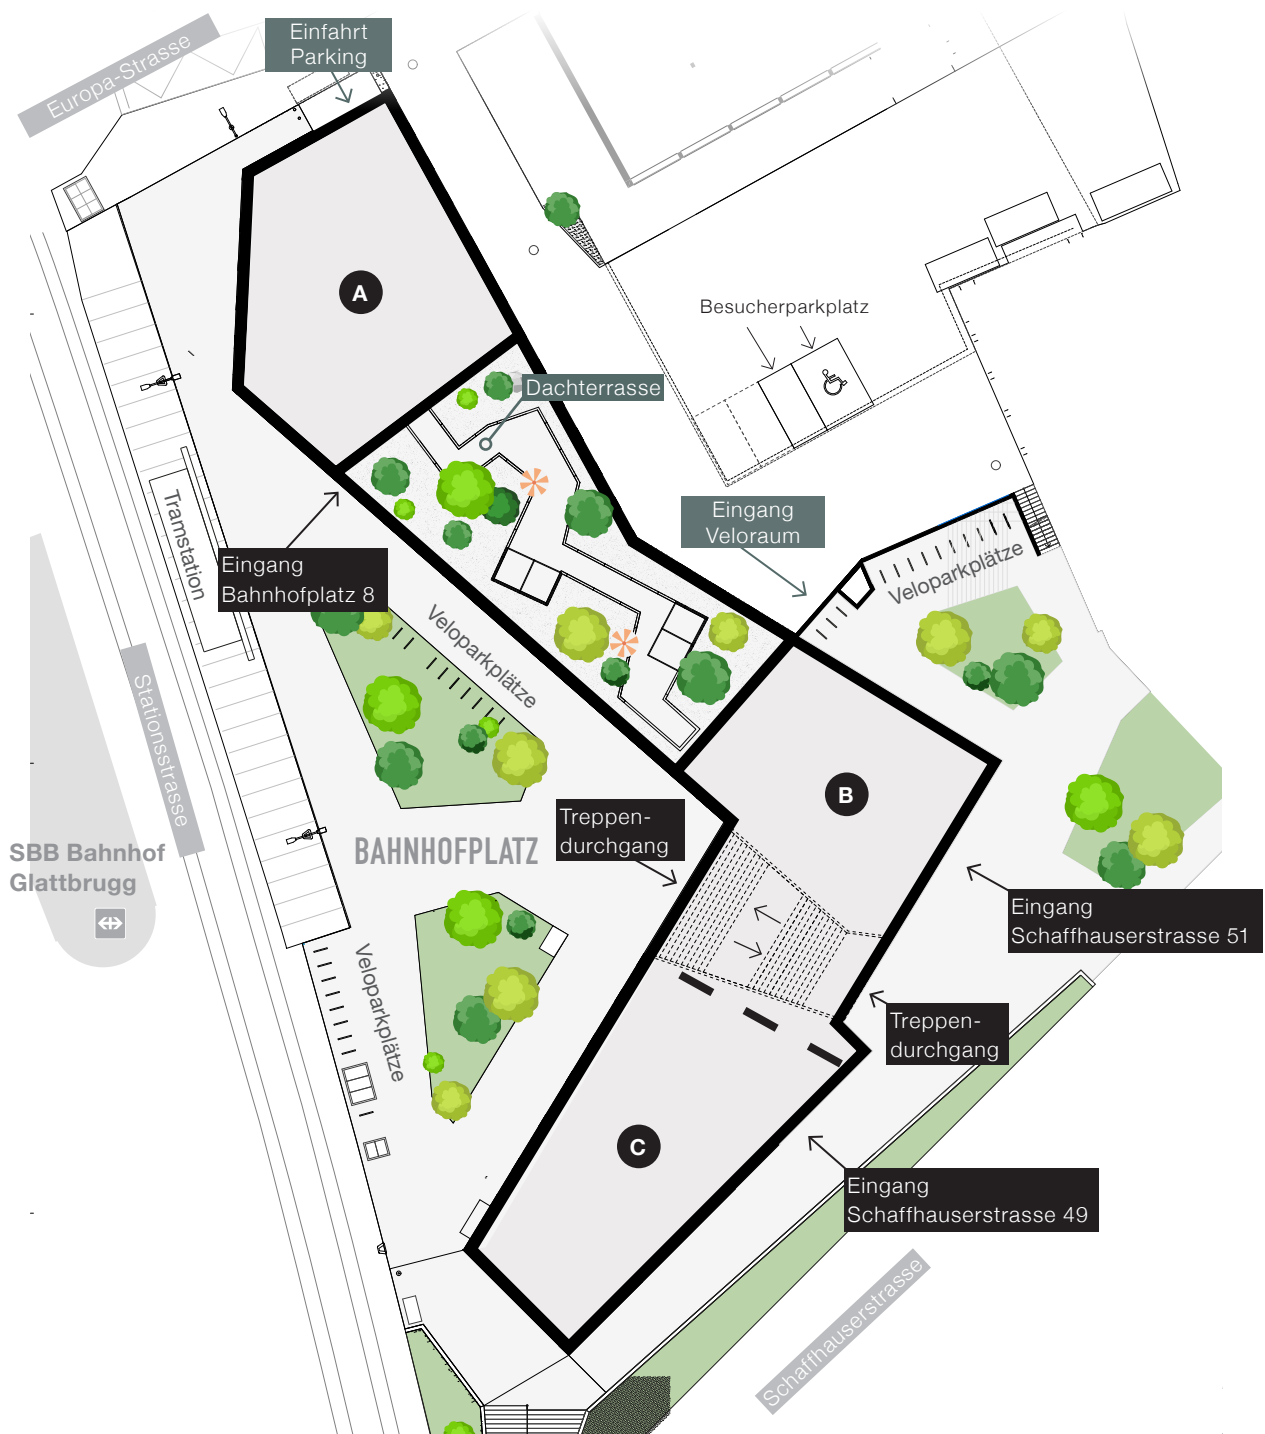 Einfahrt
Parking
Europa-Strasse
A
Besucherparkplatz
Dachterrasse
Tramstation
Eingang
Bahnhofplatz 8
Eingang
Veloraum
Veloparkplätze
Veloparkplätze
Stationsstrasse
B
Treppen-
durchgang
BAHNHOFPLATZ
SBB Bahnhof
Glattbrugg
Eingang
Schaffhauserstrasse 51
Veloparkplätze
Treppen-
durchgang
C
Eingang
Schaffhauserstrasse 49
Schaffhauserstrasse